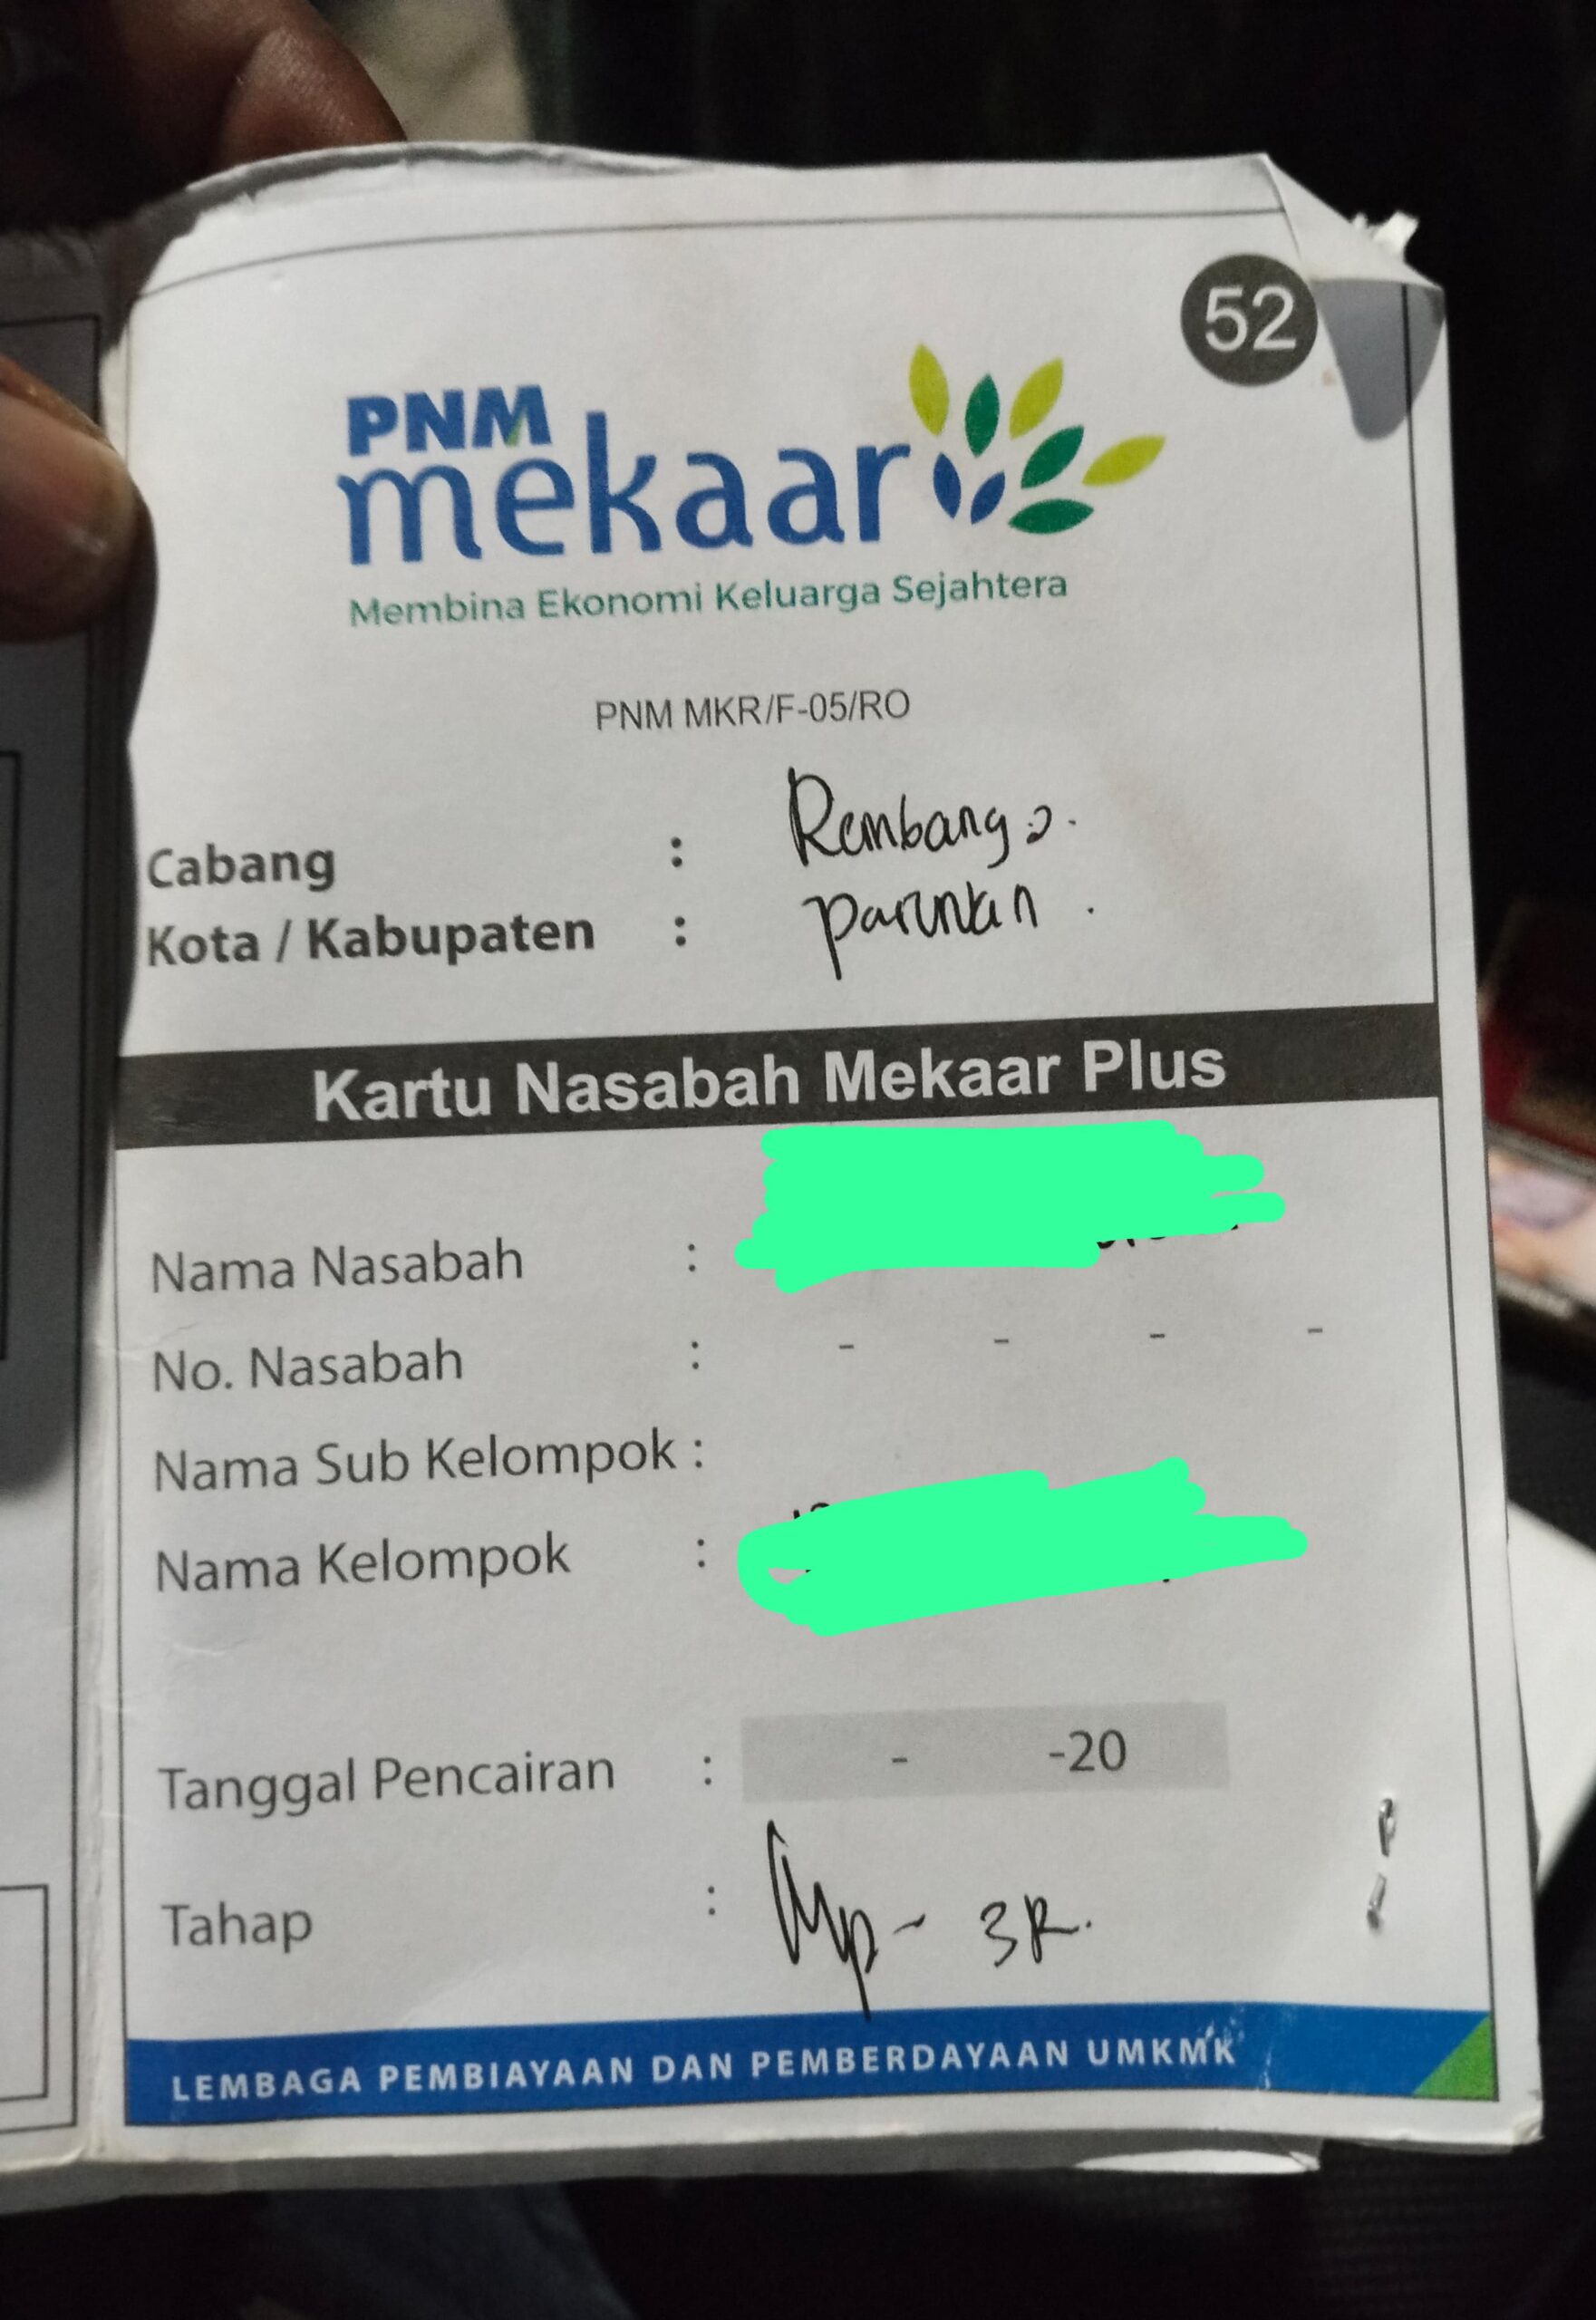 52
PNM
mekaar
Membina Ekonomi Keluarga Sejahtera
PNM MKR/F-05/RO
Cabang : Rembang 2.
Kota / Kabupaten :
Kartu Nasabah Mekaar Plus
Nama Nasabah :
No. Nasabah : - - - -
Nama Sub Kelompok :
Nama Kelompok :
Tanggal Pencairan : - -20
Tahap : - 3R.
LEMBAGA PEMBIAYAAN DAN PEMBERDAYAAN UMKMK